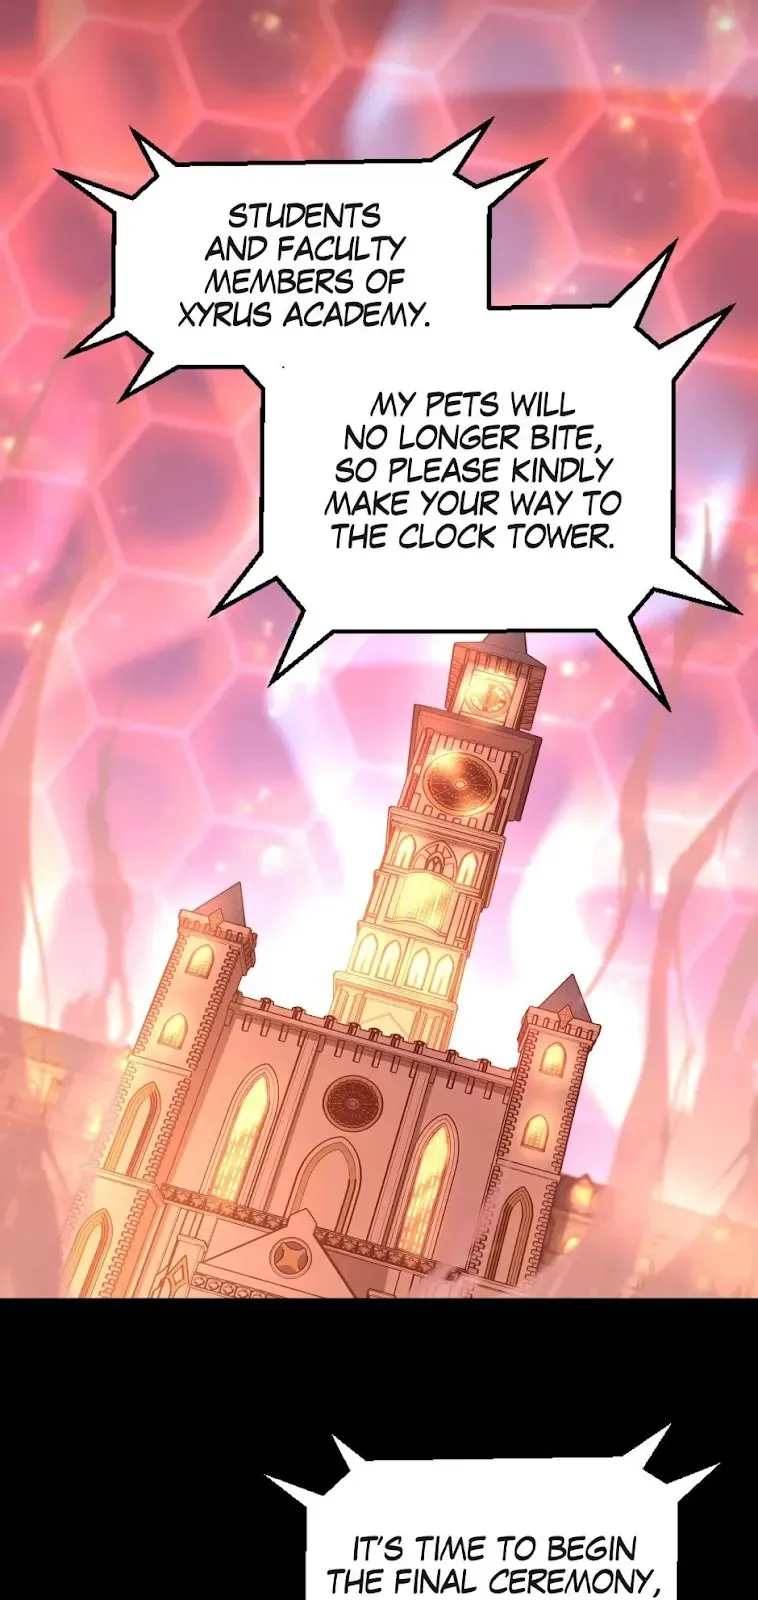 STUDENTS
AND FACULTY
MEMBERS OF
XYRUS ACADEMY.
MY PETS WILL
NO LONGER BITE,
SO PLEASE KINDLY
MAKE YOUR WAY TO
THE CLOCK TOWER.
IT'S TIME TO BEGIN
THE FINAL CEREMONY,